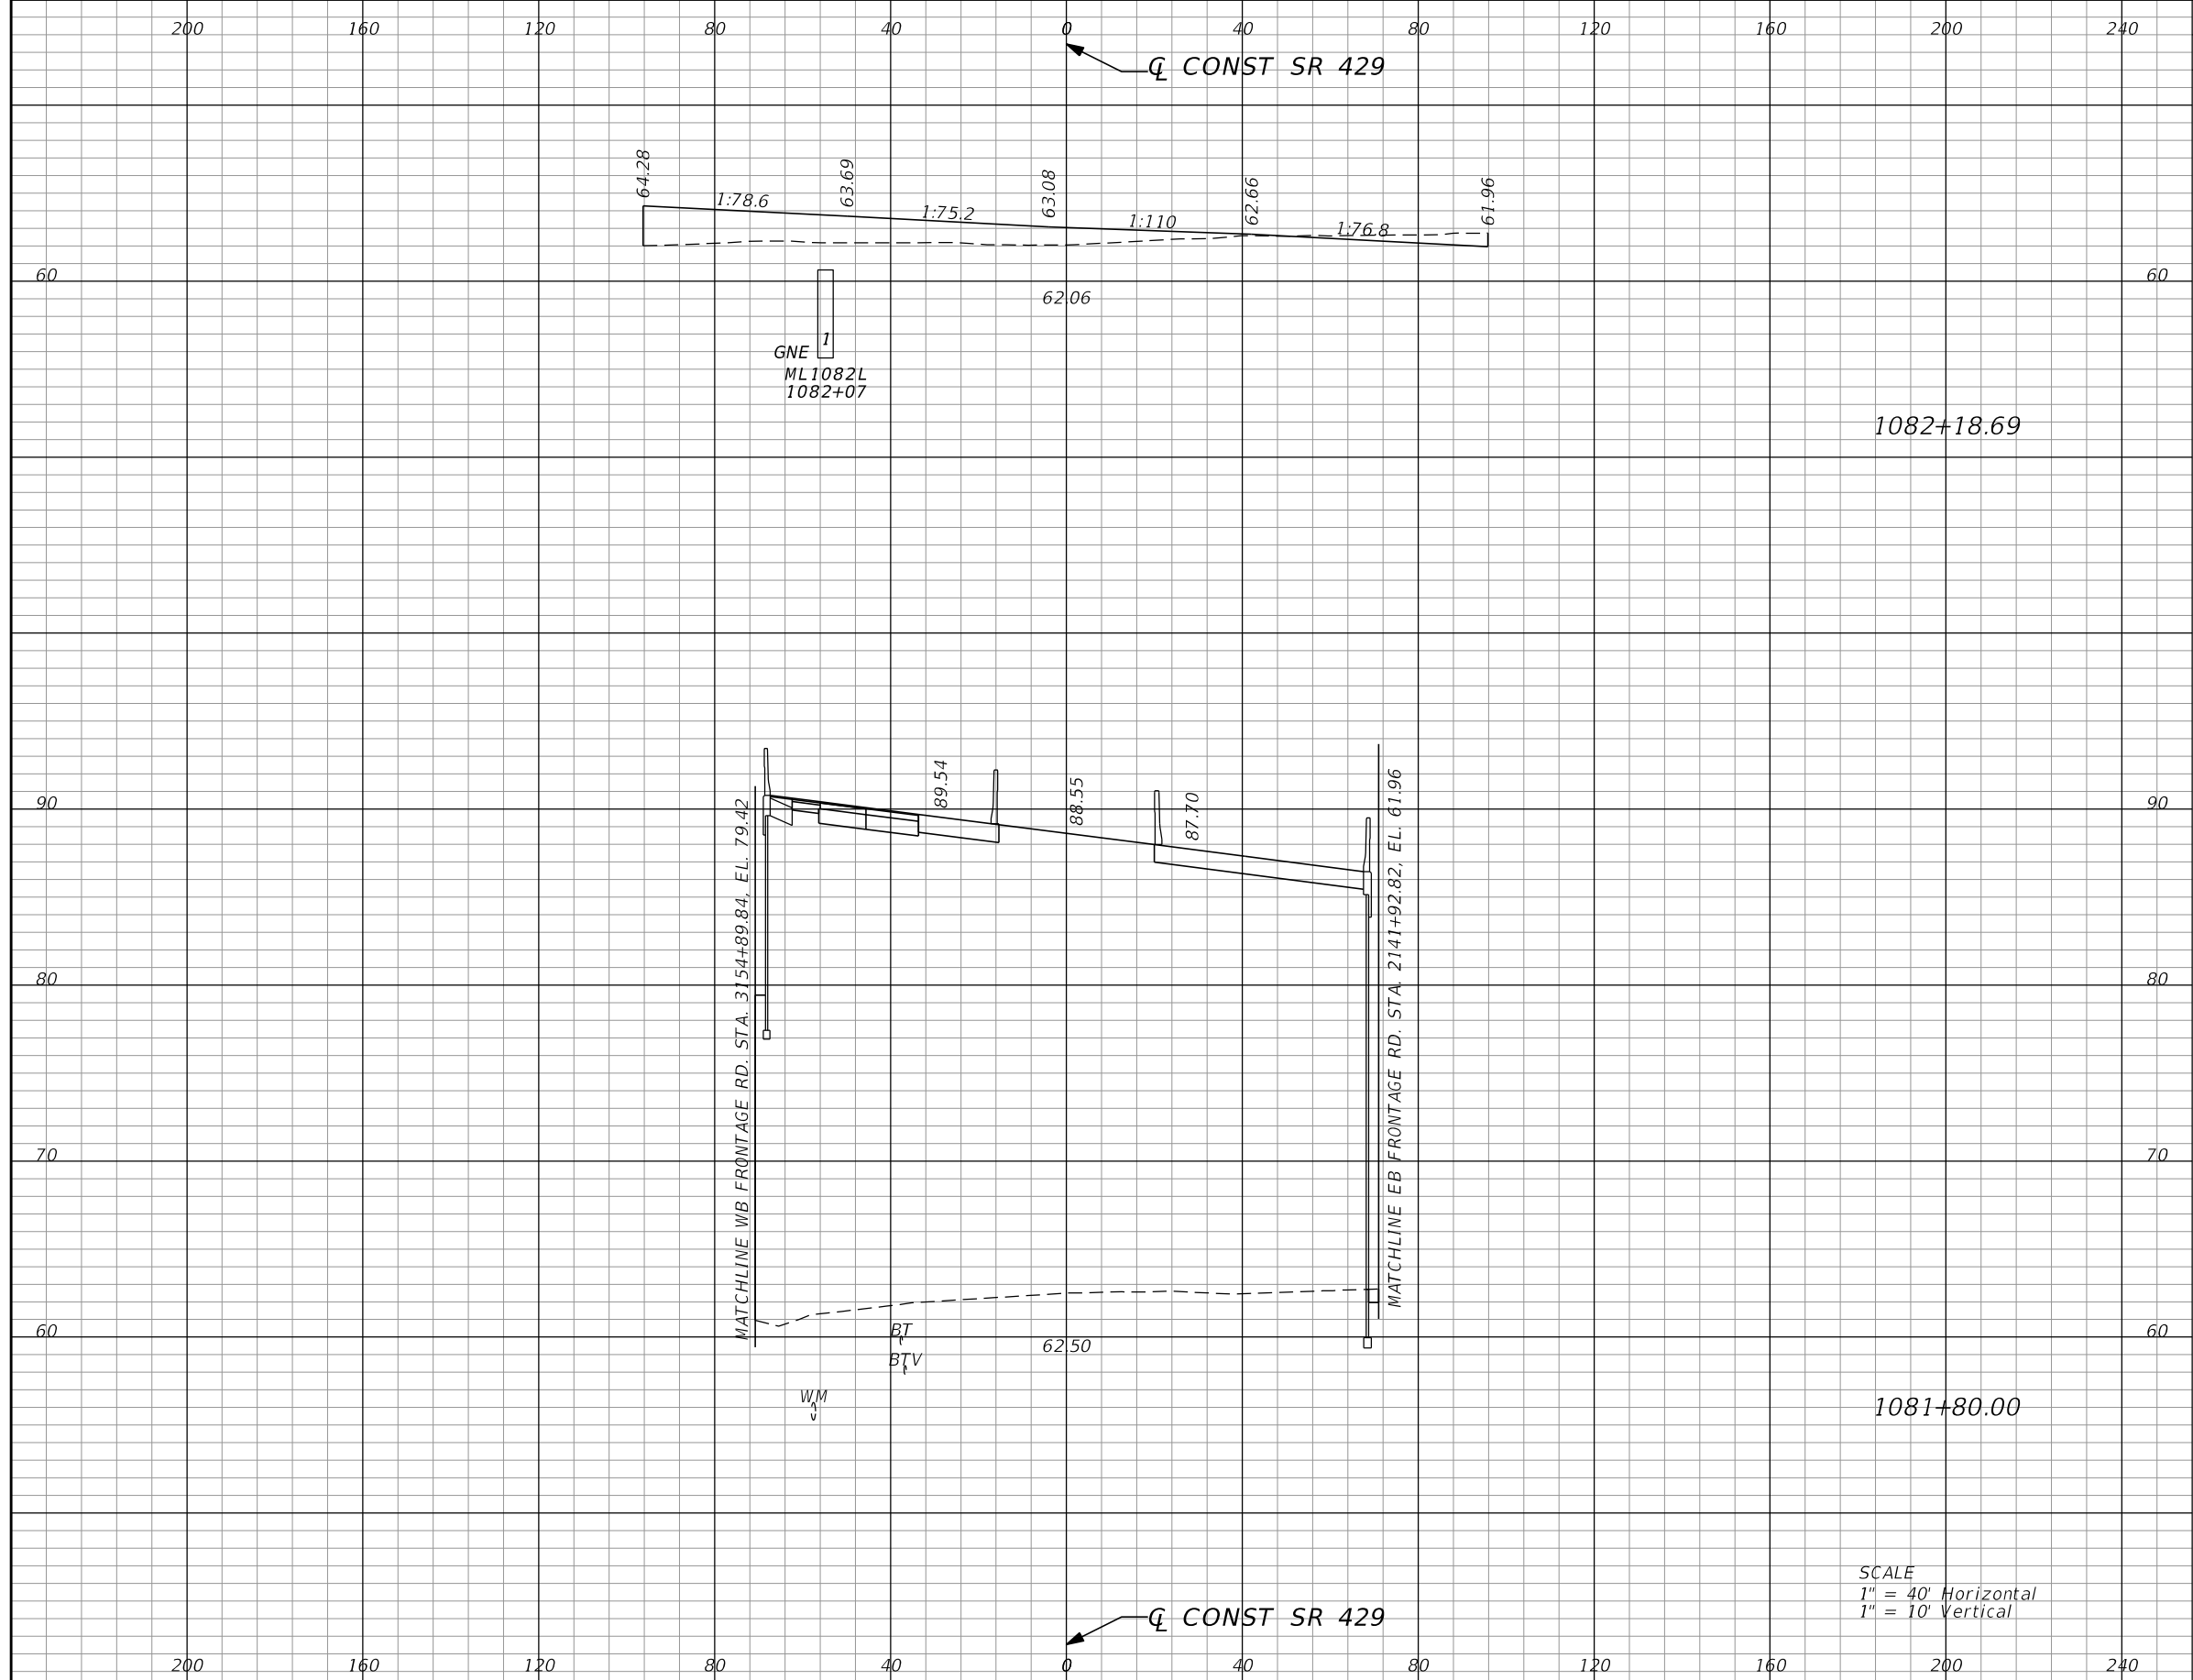 200 160 120 80 40 0 40 80 120 160 200 240
℄ CONST SR 429
64.28 63.69 63.08 62.66 61.96
1:78.6 1:75.2 1:110 1:76.8
60 60
62.06
1
GNE
ML1082L
1082+07
1082+18.69
89.54 88.55 87.70
90 90
80 80
70 70
60 60
MATCHLINE WB FRONTAGE RD. STA. 3154+89.84, EL. 79.42
MATCHLINE EB FRONTAGE RD. STA. 2141+92.82, EL. 61.96
BT
62.50
BTV
WM
1081+80.00
SCALE
1" = 40' Horizontal
1" = 10' Vertical
℄ CONST SR 429
200 160 120 80 40 0 40 80 120 160 200 240